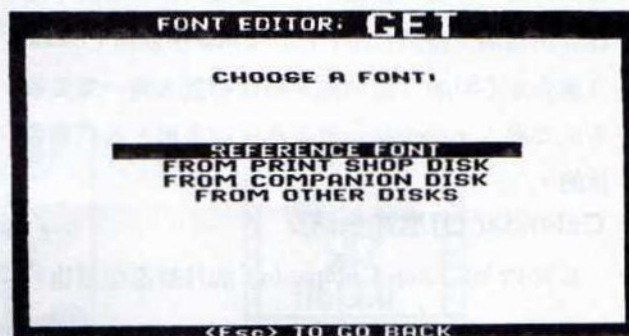 FONT EDITOR: GET
CHOOSE A FONT:
REFERENCE FONT
FROM PRINT SHOP DISK
FROM COMPANION DISK
FROM OTHER DISKS
<Esc> TO GO BACK